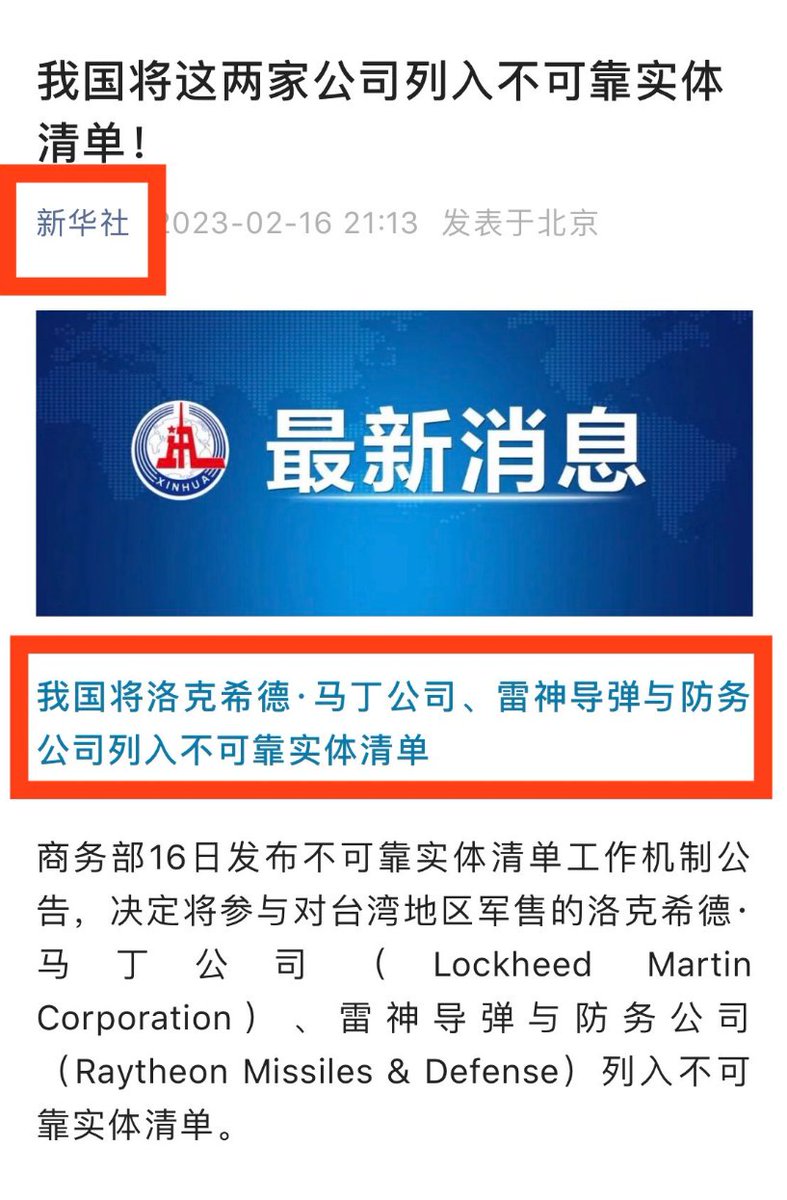 我国将这两家公司列入不可靠实体
清单！
新华社 2023-02-16 21:13 发表于北京
XINHUA
最新消息
我国将洛克希德·马丁公司、雷神导弹与防务
公司列入不可靠实体清单
商务部16日发布不可靠实体清单工作机制公
告，决定将参与对台湾地区军售的洛克希德·
马丁公司（Lockheed Martin
Corporation）、雷神导弹与防务公司
（Raytheon Missiles & Defense）列入不可
靠实体清单。